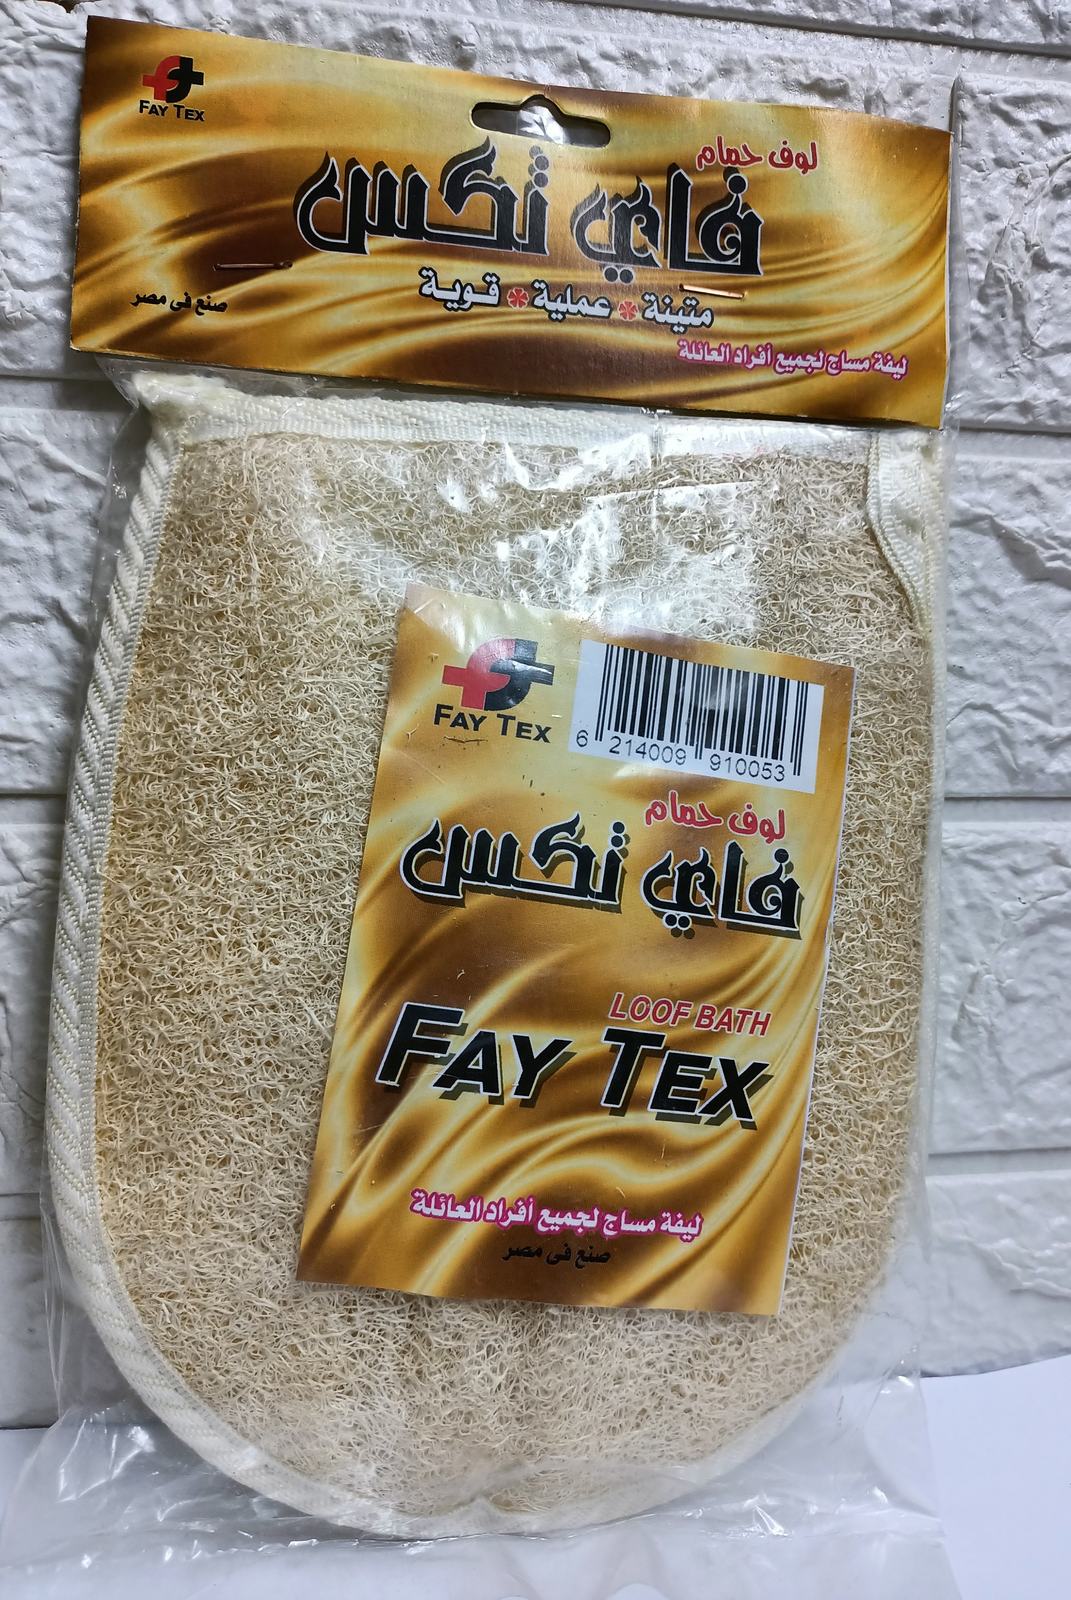 FAY TEX
لوف حمام
فاي تكس
متينة عملية قوية
صنع فى مصر
ليفة مساج لجميع أفراد العائلة
FAY TEX
6 214009 910053
لوف حمام
فاي تكس
LOOF BATH
FAY TEX
ليفة مساج لجميع أفراد العائلة
صنع فى مصر